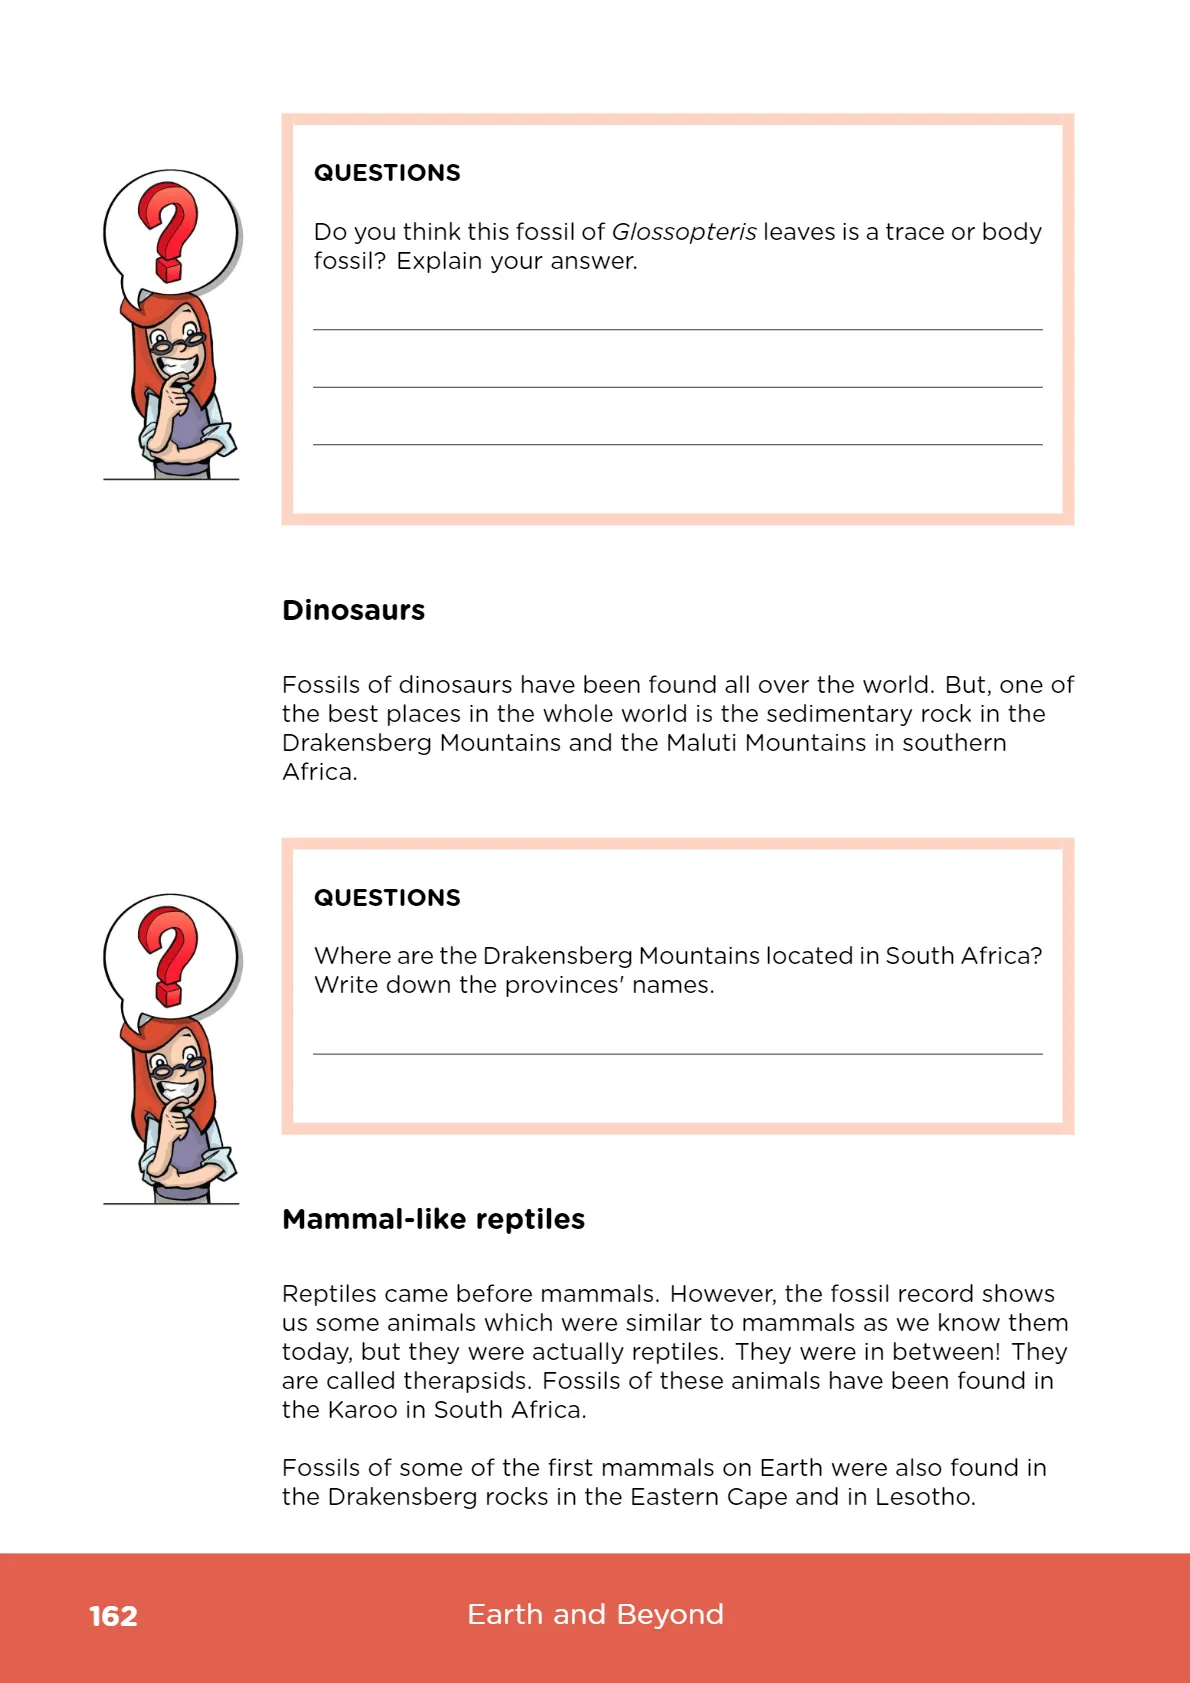 QUESTIONS
Do you think this fossil of Glossopteris leaves is a trace or body
fossil? Explain your answer.
Dinosaurs
Fossils of dinosaurs have been found all over the world. But, one of
the best places in the whole world is the sedimentary rock in the
Drakensberg Mountains and the Maluti Mountains in southern
Africa.
QUESTIONS
Where are the Drakensberg Mountains located in South Africa?
Write down the provinces' names.
Mammal-like reptiles
Reptiles came before mammals. However, the fossil record shows
us some animals which were similar to mammals as we know them
today, but they were actually reptiles. They were in between! They
are called therapsids. Fossils of these animals have been found in
the Karoo in South Africa.
Fossils of some of the first mammals on Earth were also found in
the Drakensberg rocks in the Eastern Cape and in Lesotho.
162
Earth and Beyond